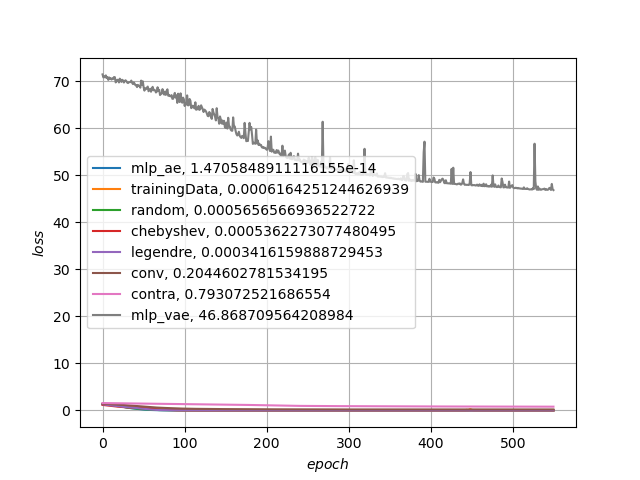 70
60
50
40
30
20
10
0
loss
mlp_ae, 1.4705848911116155e-14
trainingData, 0.0006164251244626939
random, 0.0005656566936522722
chebyshev, 0.0005362273077480495
legendre, 0.0003416159888729453
conv, 0.2044602781534195
contra, 0.793072521686554
mlp_vae, 46.868709564208984
0 100 200 300 400 500
epoch